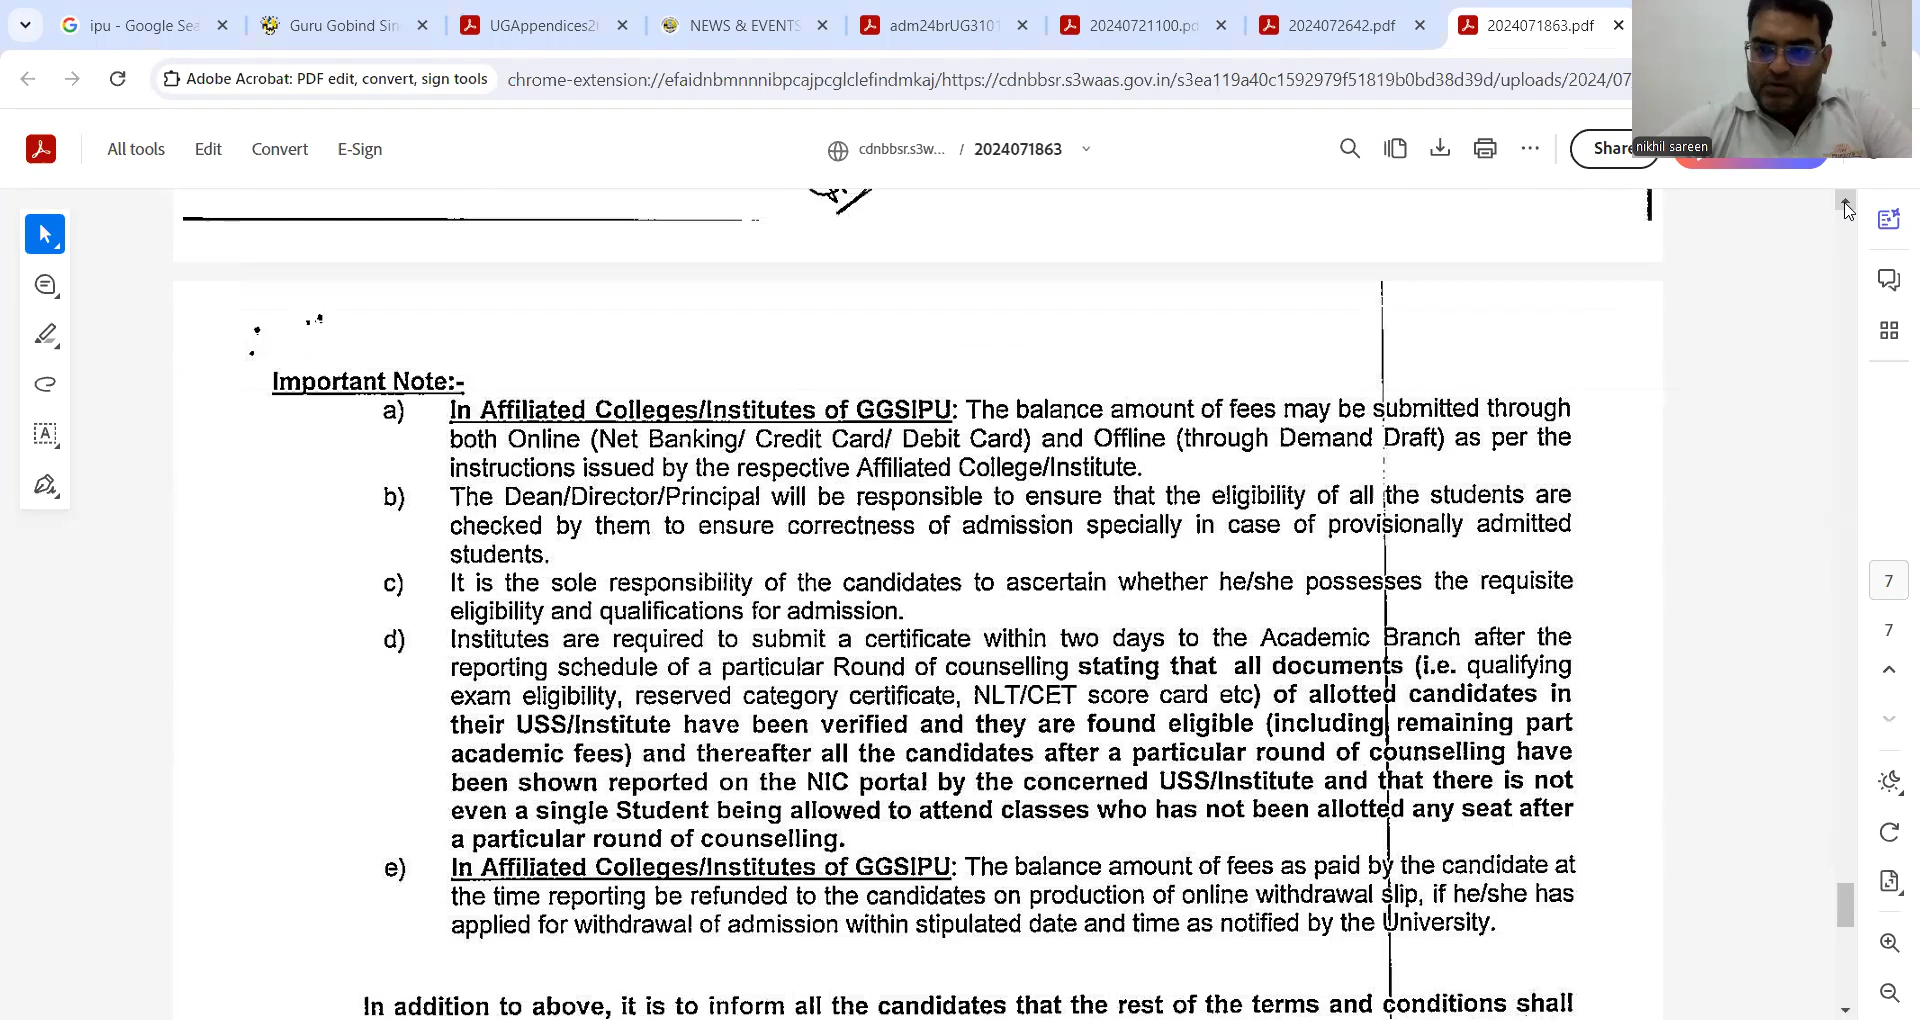 ipu - Google Sea
Guru Gobind Sin
UGAppendices2
NEWS & EVENTS
adm24brUG3101
20240721100.pd
2024072642.pdf
2024071863.pdf
Adobe Acrobat: PDF edit, convert, sign tools
chrome-extension://efaidnbmnnnibpcajpcglclefindmkaj/https://cdnbbsr.s3waas.gov.in/s3ea119a40c1592979f51819b0bd38d39d/uploads/2024/07
All tools
Edit
Convert
E-Sign
cdnbbsr.s3w... / 2024071863
Share
nikhil sareen
Important Note:-
a) In Affiliated Colleges/Institutes of GGSIPU: The balance amount of fees may be submitted through
both Online (Net Banking/ Credit Card/ Debit Card) and Offline (through Demand Draft) as per the
instructions issued by the respective Affiliated College/Institute.
b) The Dean/Director/Principal will be responsible to ensure that the eligibility of all the students are
checked by them to ensure correctness of admission specially in case of provisionally admitted
students.
c) It is the sole responsibility of the candidates to ascertain whether he/she possesses the requisite
eligibility and qualifications for admission.
d) Institutes are required to submit a certificate within two days to the Academic Branch after the
reporting schedule of a particular Round of counselling stating that all documents (i.e. qualifying
exam eligibility, reserved category certificate, NLT/CET score card etc) of allotted candidates in
their USS/Institute have been verified and they are found eligible (including remaining part
academic fees) and thereafter all the candidates after a particular round of counselling have
been shown reported on the NIC portal by the concerned USS/Institute and that there is not
even a single Student being allowed to attend classes who has not been allotted any seat after
a particular round of counselling.
e) In Affiliated Colleges/Institutes of GGSIPU: The balance amount of fees as paid by the candidate at
the time reporting be refunded to the candidates on production of online withdrawal slip, if he/she has
applied for withdrawal of admission within stipulated date and time as notified by the University.
In addition to above, it is to inform all the candidates that the rest of the terms and conditions shall
7
7